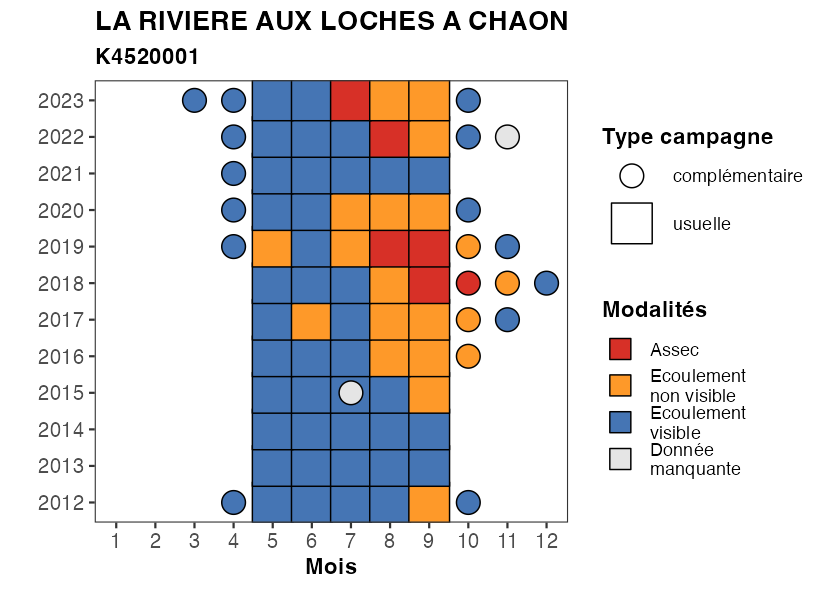 LA RIVIERE AUX LOCHES A CHAON
K4520001
2023
2022
2021
2020
2019
2018
2017
2016
2015
2014
2013
2012
1 2 3 4 5 6 7 8 9 10 11 12
Mois
Type campagne
complémentaire
usuelle
Modalités
Assec
Ecoulement
non visible
Ecoulement
visible
Donnée
manquante